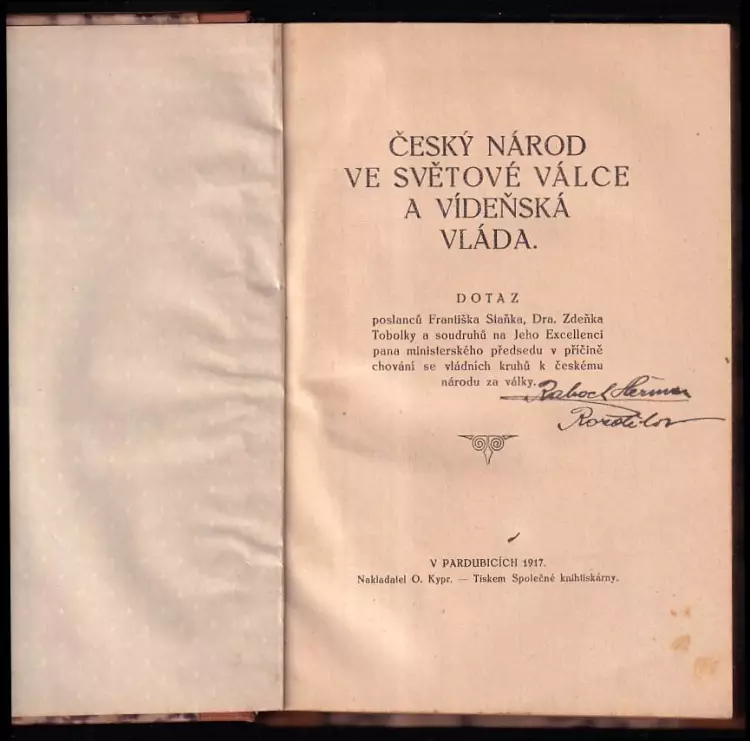 ČESKÝ NÁROD
VE SVĚTOVÉ VÁLCE
A VÍDEŇSKÁ
VLÁDA.
DOTAZ
poslanců Františka Staňka, Dra. Zdeňka
Tobolky a soudruhů na Jeho Excellenci
pana ministerského předsedu v příčině
chování se vládních kruhů k českému
národu za války.
V PARDUBICÍCH 1917.
Nakladatel O. Kypr. — Tiskem Společné knihtiskárny.